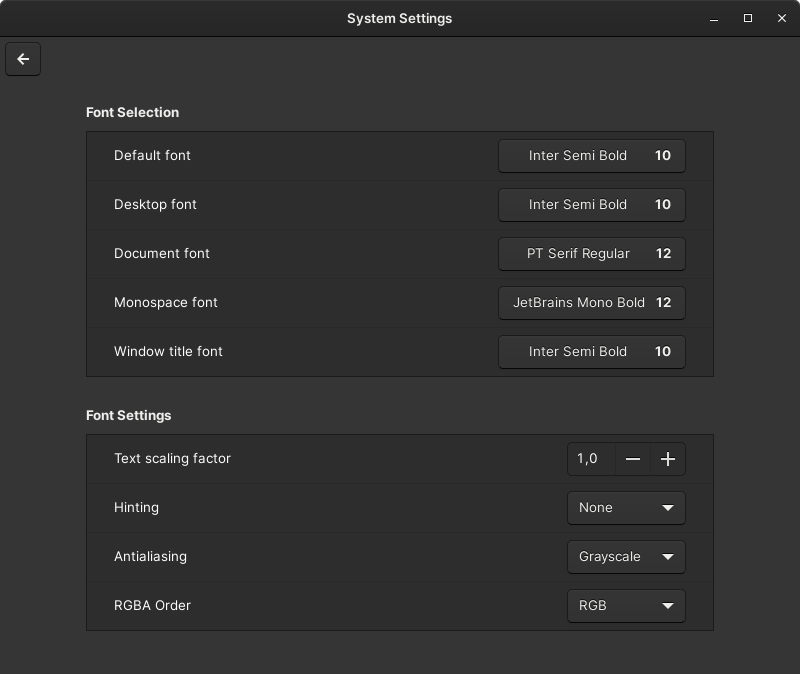 System Settings
Font Selection
Default font Inter Semi Bold 10
Desktop font Inter Semi Bold 10
Document font PT Serif Regular 12
Monospace font JetBrains Mono Bold 12
Window title font Inter Semi Bold 10
Font Settings
Text scaling factor 1,0
Hinting None
Antialiasing Grayscale
RGBA Order RGB